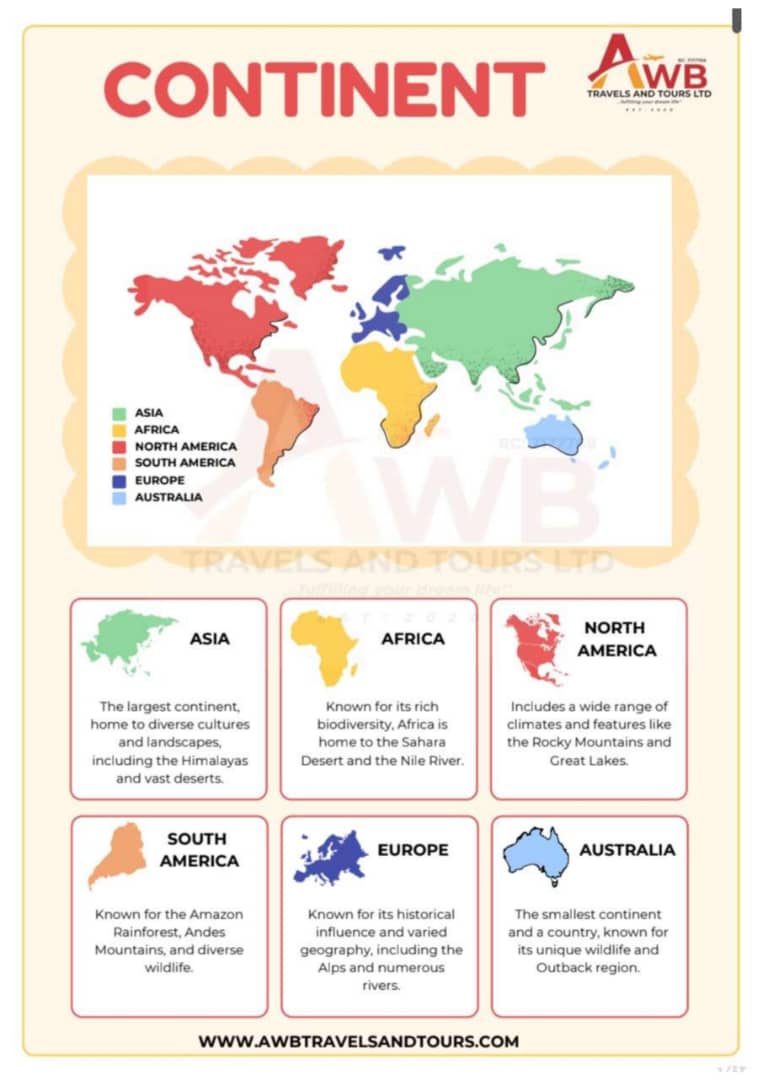 CONTINENT
AWB
TRAVELS AND TOURS LTD
...fulfilling your dream life"
EST. 2020
ASIA
AFRICA
NORTH AMERICA
SOUTH AMERICA
EUROPE
AUSTRALIA
AWB
TRAVELS AND TOURS LTD
...fulfilling your dream life"
EST. 2020
ASIA
The largest continent,
home to diverse cultures
and landscapes,
including the Himalayas
and vast deserts.
AFRICA
Known for its rich
biodiversity, Africa is
home to the Sahara
Desert and the Nile River.
NORTH
AMERICA
Includes a wide range of
climates and features like
the Rocky Mountains and
Great Lakes.
SOUTH
AMERICA
Known for the Amazon
Rainforest, Andes
Mountains, and diverse
wildlife.
EUROPE
Known for its historical
influence and varied
geography, including the
Alps and numerous
rivers.
AUSTRALIA
The smallest continent
and a country, known for
its unique wildlife and
Outback region.
WWW.AWBTRAVELSANDTOURS.COM